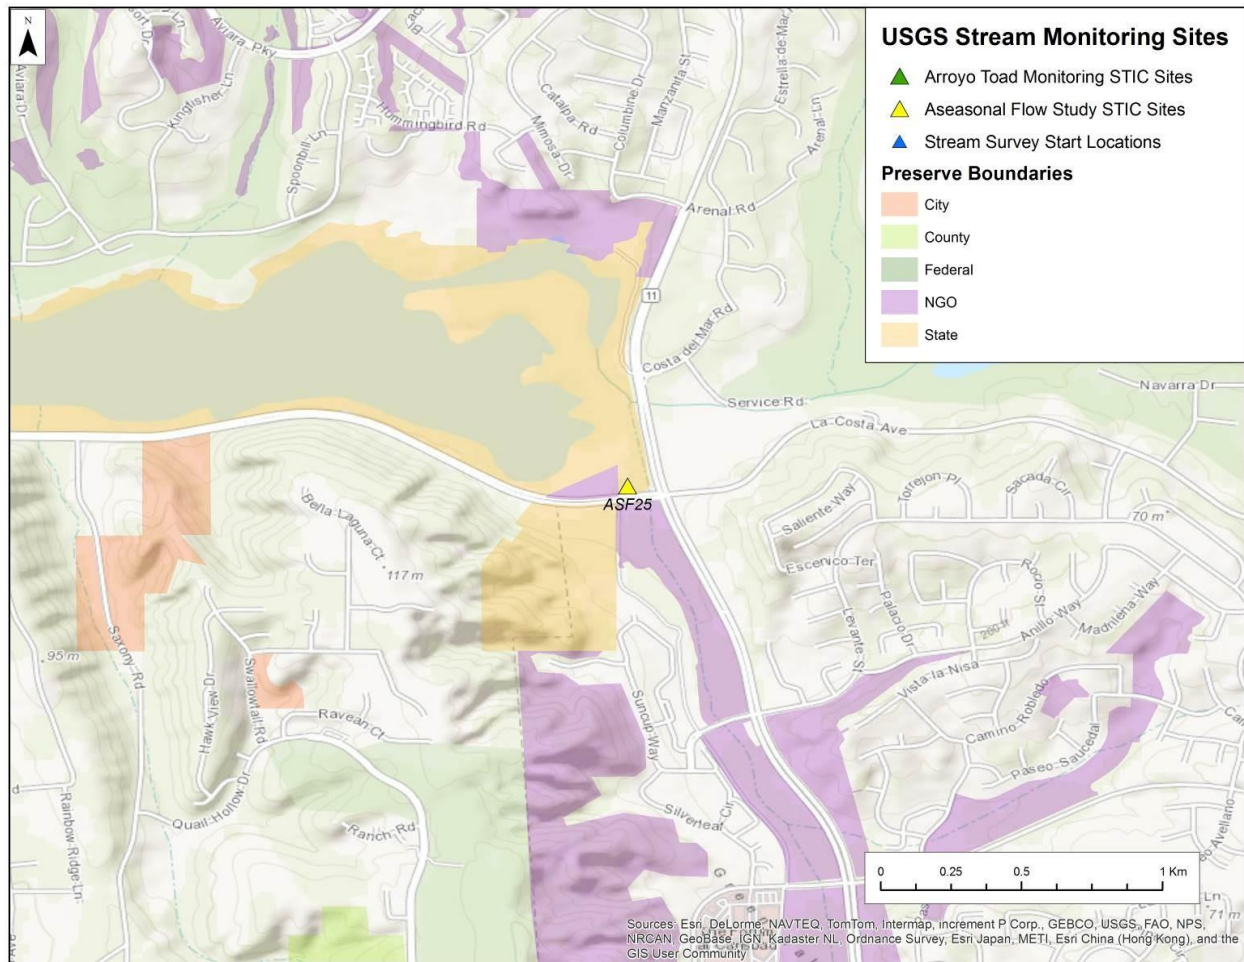 N
USGS Stream Monitoring Sites
Arroyo Toad Monitoring STIC Sites
Aseasonal Flow Study STIC Sites
Stream Survey Start Locations
Preserve Boundaries
City
County
Federal
NGO
State
Aviara Pky
Aviara Dr
Kingfisher Ln
Spoonbill Ln
Hummingbird Rd
Catalpa Rd
Mimosa Dr
Columbine Dr
Manzanita St
Estrella de Mar
Arenal Ln
Arenal Rd
11
Costa del Mar Rd
Service Rd
La Costa Ave
Navarra Dr
ASF25
Bella Laguna Ct
117 m
Saliente Way
Torrejon Pl
Sacada Cir
70 m
Escenico Ter
Levante St
Palacio Dr
Rocio St
260 ft
Anillo Way
Madrilena Way
Vista la Nisa
Camino Robledo
Paseo Saucedal
95 m
Saxony Rd
Hawk View Dr
Swallowtail Rd
Ravean Ct
Quail Hollow Dr
Ranch Rd
Rainbow Ridge Ln
Suncup Way
Silverleaf Cir
Avellano
Ln
71 m
0 0.25 0.5 1 Km
Sources: Esri, DeLorme, NAVTEQ, TomTom, Intermap, increment P Corp., GEBCO, USGS, FAO, NPS,
NRCAN, GeoBase, IGN, Kadaster NL, Ordnance Survey, Esri Japan, METI, Esri China (Hong Kong), and the
GIS User Community